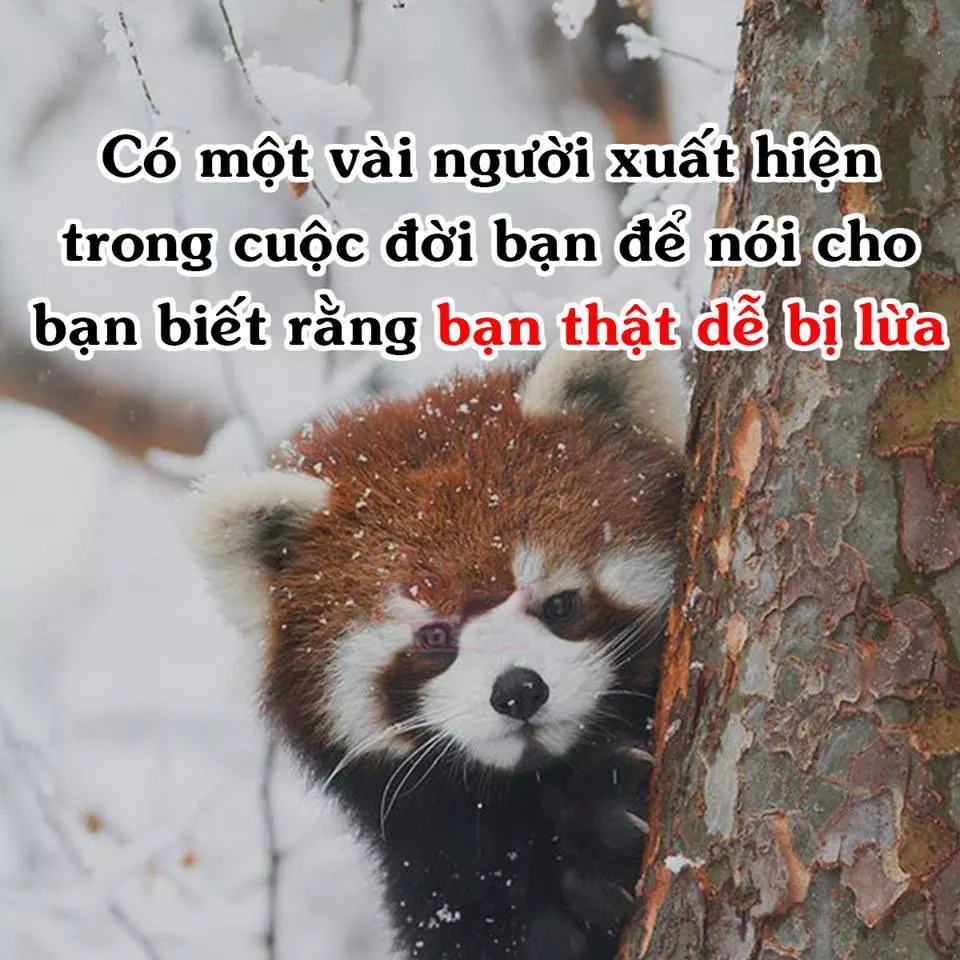 Có một vài người xuất hiện
trong cuộc đời bạn để nói cho
bạn biết rằng bạn thật dễ bị lừa